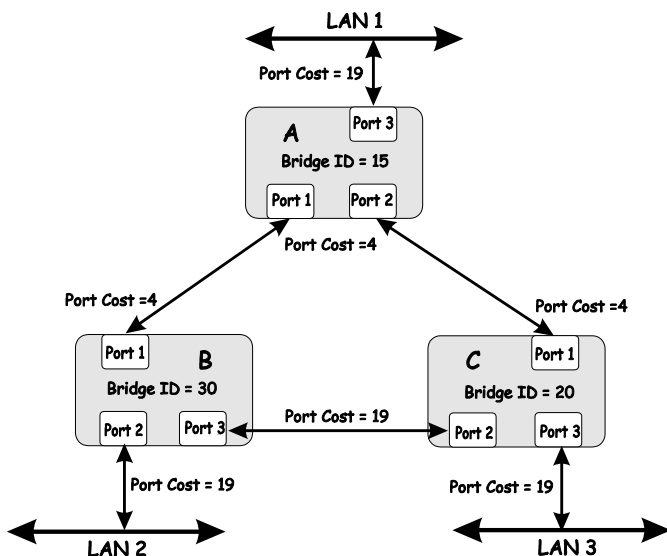 LAN 1
Port Cost = 19
Port 3
A
Bridge ID = 15
Port 1
Port 2
Port Cost =4
Port Cost =4
Port Cost =4
Port 1
B
Bridge ID = 30
Port 2
Port 3
Port Cost = 19
C
Port 1
Bridge ID = 20
Port 2
Port 3
Port Cost = 19
Port Cost = 19
LAN 2
LAN 3